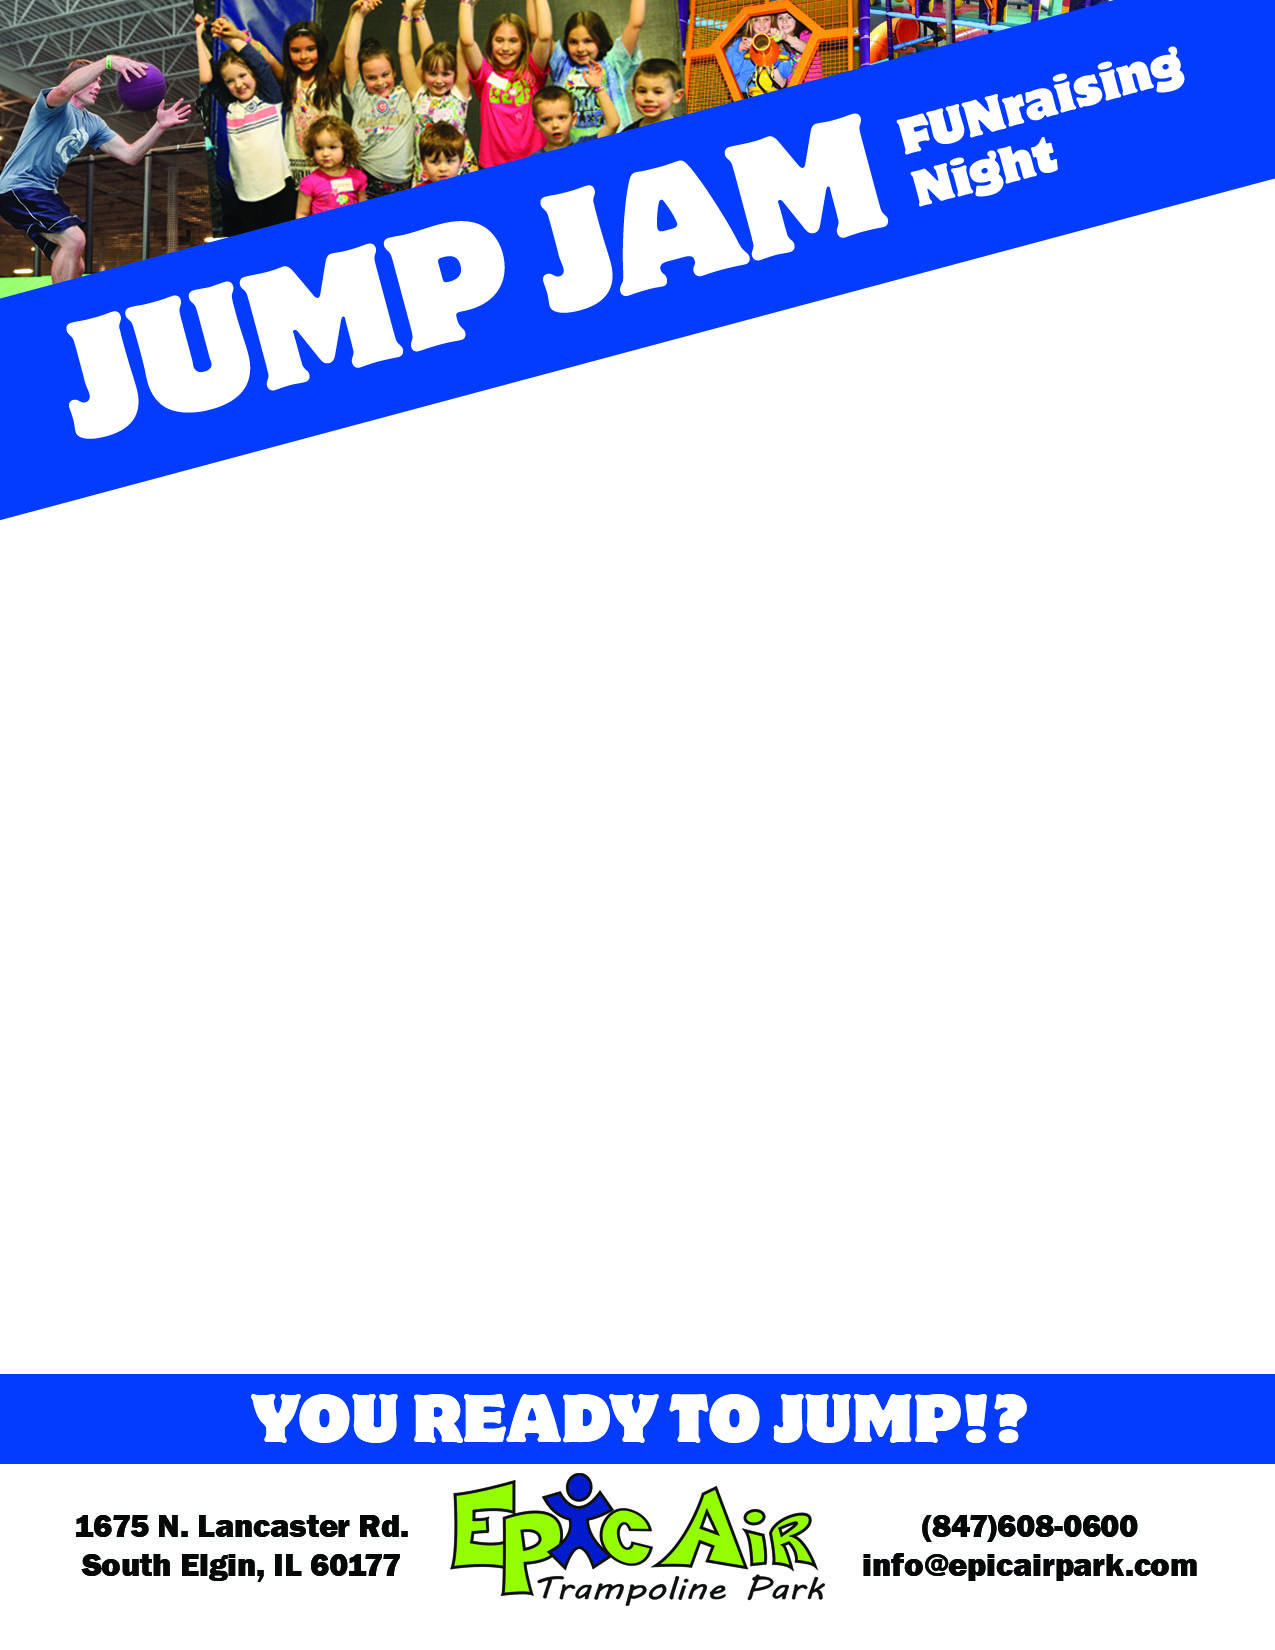 JUMP JAM
FUNraising
Night
YOU READY TO JUMP!?
1675 N. Lancaster Rd.
South Elgin, IL 60177
Epic Air
Trampoline Park
(847)608-0600
info@epicairpark.com